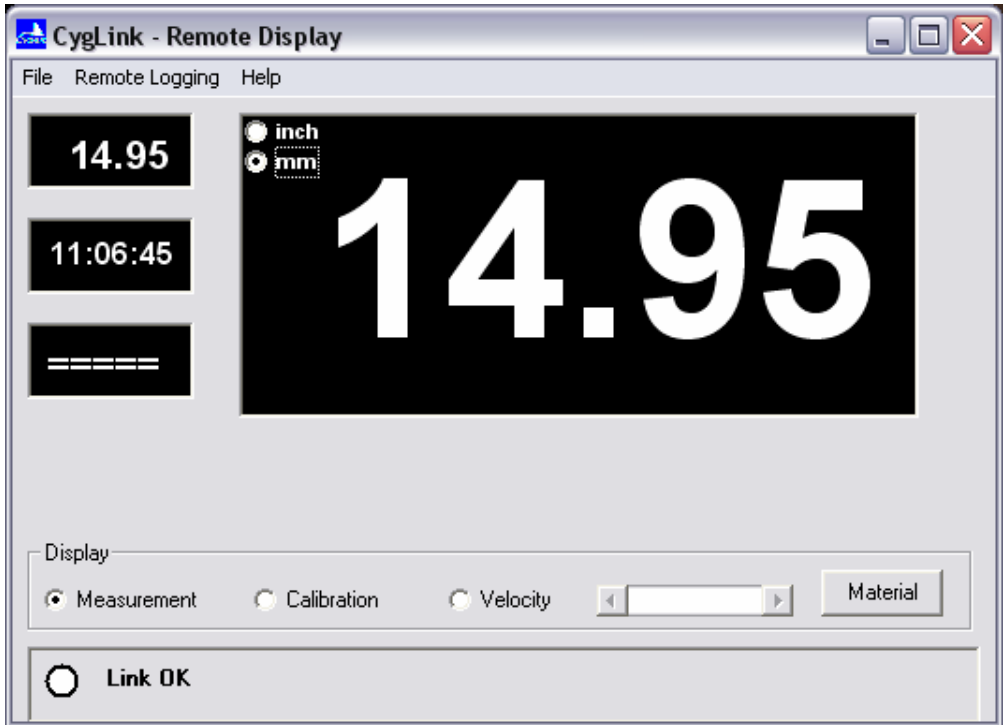 CygLink - Remote Display
File Remote Logging Help
14.95
11:06:45
=====
inch
mm
14.95
Display
Measurement Calibration Velocity Material
Link OK